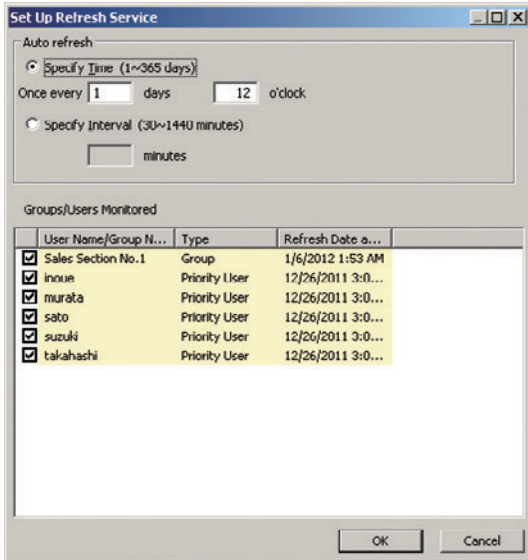 Set Up Refresh Service
Auto refresh
Specify Time (1~365 days)
Once every 1 days 12 o'clock
Specify Interval (30~1440 minutes)
minutes
Groups/Users Monitored
User Name/Group N... Type Refresh Date a...
Sales Section No.1 Group 1/6/2012 1:53 AM
inoue Priority User 12/26/2011 3:0...
murata Priority User 12/26/2011 3:0...
sato Priority User 12/26/2011 3:0...
suzuki Priority User 12/26/2011 3:0...
takahashi Priority User 12/26/2011 3:0...
OK Cancel